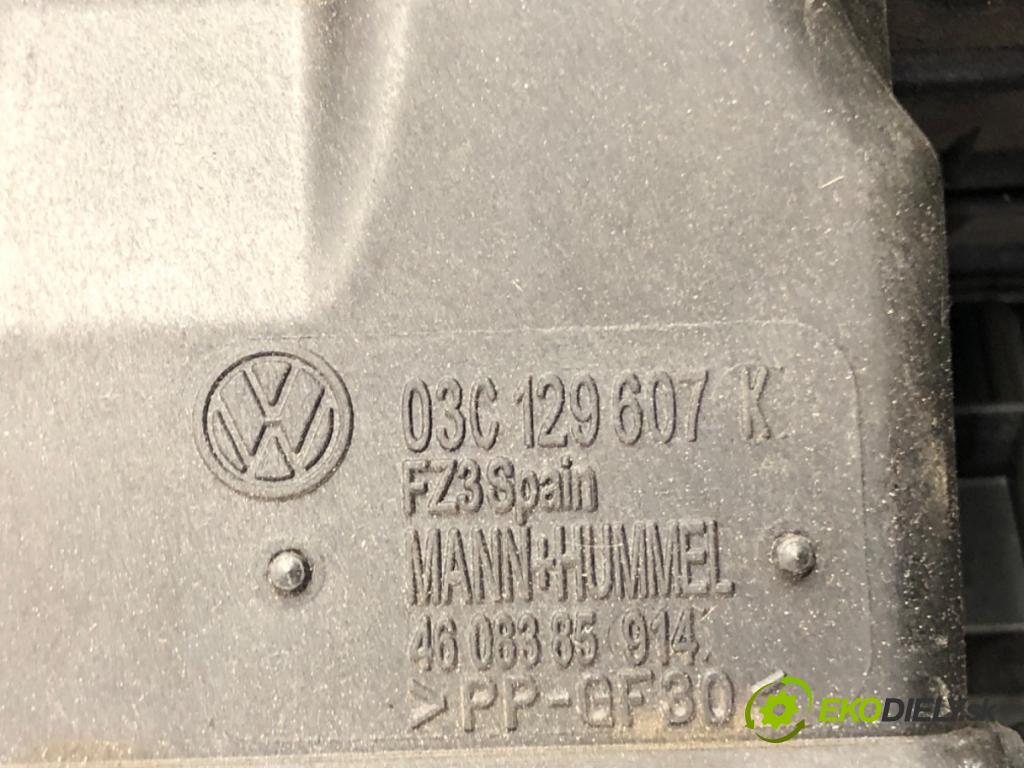 03C 129 607 K
FZ3 Spain
MANN+HUMMEL
46 083 85 914
>PP-GF30<
EKODIELY.sk